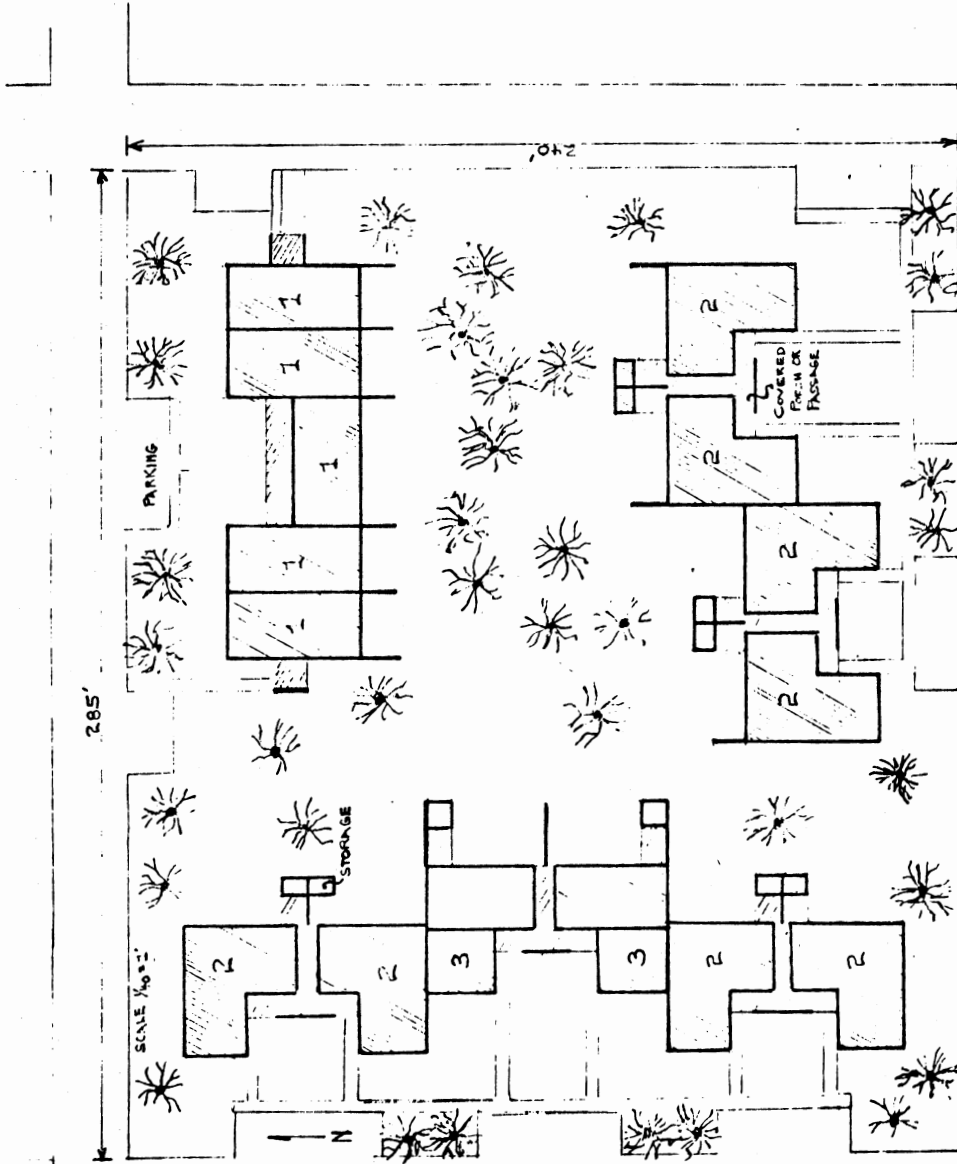 240'
285'
1
1
1
1
1
PARKING
2
COVERED
PORCH OR
PASSAGE
2
2
2
STORAGE
SCALE 1/40 = 1'
2
2
3
3
2
2
N